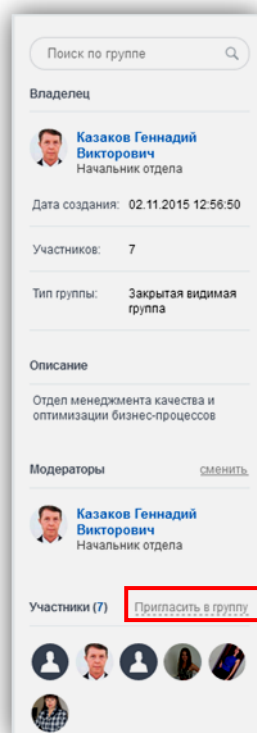 Поиск по группе
Владелец
Казаков Геннадий
Викторович
Начальник отдела
Дата создания: 02.11.2015 12:56:50
Участников: 7
Тип группы: Закрытая видимая
группа
Описание
Отдел менеджмента качества и
оптимизации бизнес-процессов
Модераторы сменить
Казаков Геннадий
Викторович
Начальник отдела
Участники (7) Пригласить в группу